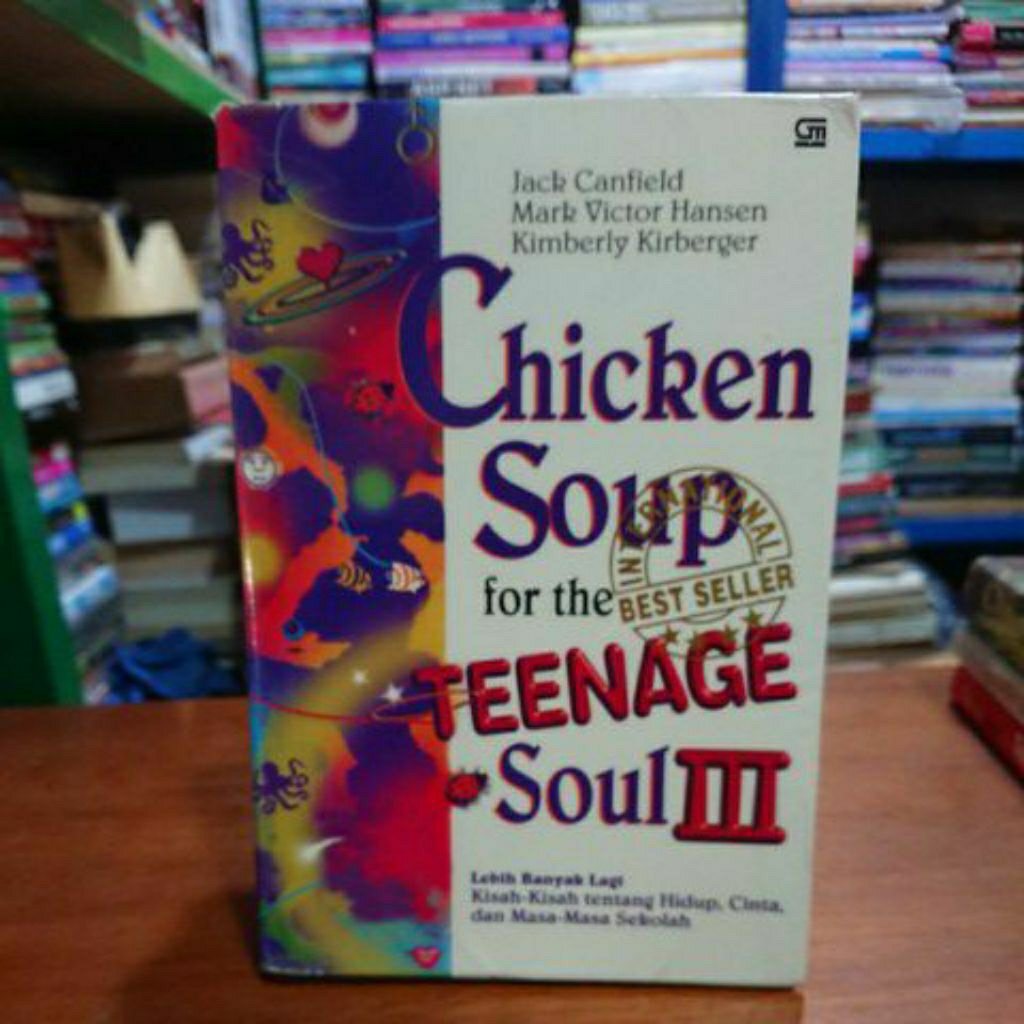 GM
Jack Canfield
Mark Victor Hansen
Kimberly Kirberger
Chicken
Soup
for the
INTERNATIONAL
BEST SELLER
TEENAGE
Soul III
Lebih Banyak Lagi
Kisah-Kisah tentang Hidup, Cinta,
dan Masa-Masa Sekolah